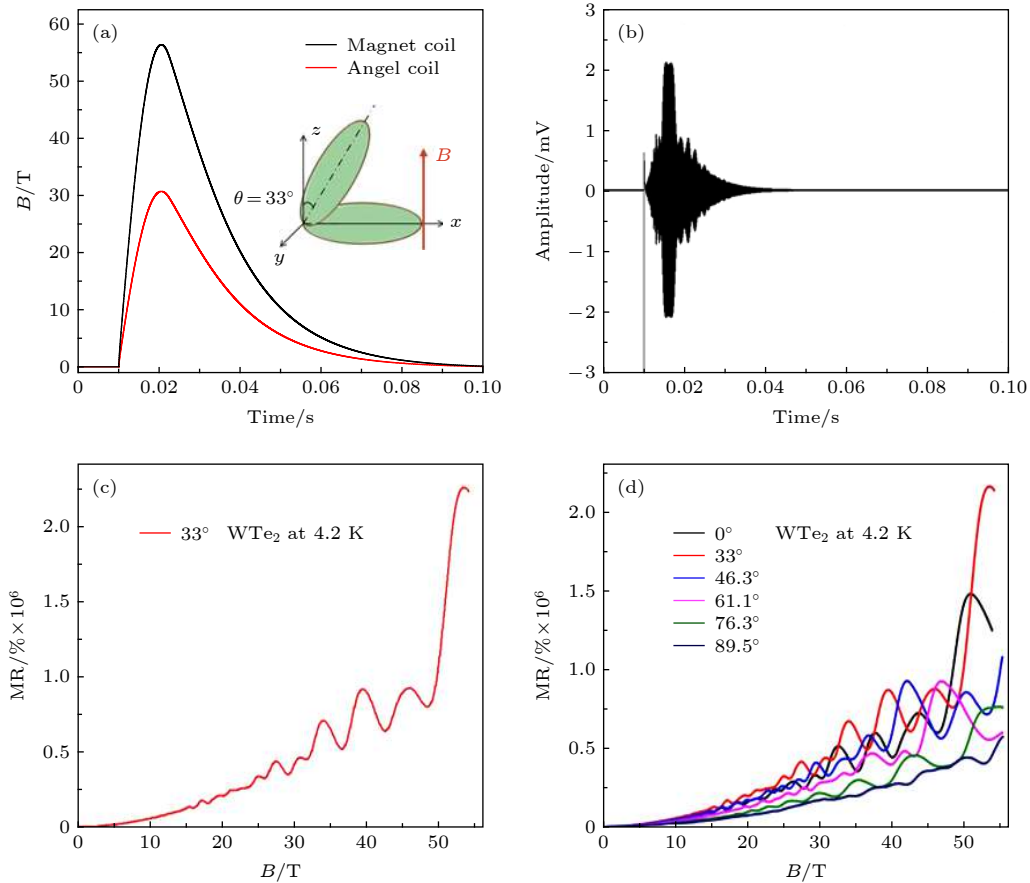 (a)
Magnet coil
Angel coil
60
50
40
30
20
10
0
B/T
z
B
θ = 33°
x
y
0 0.02 0.04 0.06 0.08 0.10
Time/s
(b)
3
2
1
0
−1
−2
−3
Amplitude/mV
0 0.02 0.04 0.06 0.08 0.10
Time/s
(c)
33° WTe₂ at 4.2 K
2.0
1.5
1.0
0.5
0
MR/%×10⁶
0 10 20 30 40 50
B/T
(d)
0° WTe₂ at 4.2 K
33°
46.3°
61.1°
76.3°
89.5°
2.0
1.5
1.0
0.5
0
MR/%×10⁶
0 10 20 30 40 50
B/T